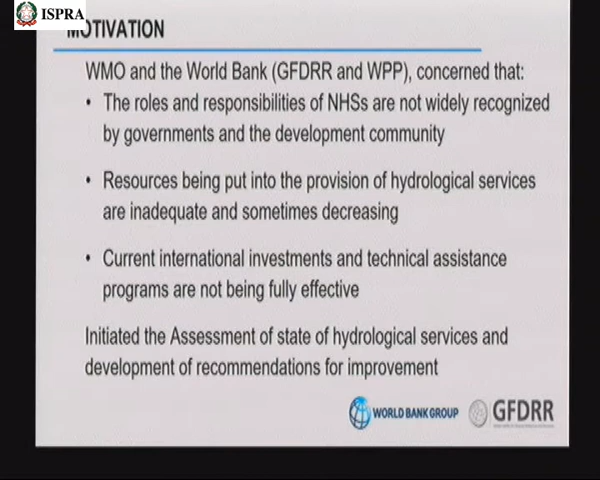 ISPRA
MOTIVATION
WMO and the World Bank (GFDRR and WPP), concerned that:
• The roles and responsibilities of NHSs are not widely recognized
by governments and the development community
• Resources being put into the provision of hydrological services
are inadequate and sometimes decreasing
• Current international investments and technical assistance
programs are not being fully effective
Initiated the Assessment of state of hydrological services and
development of recommendations for improvement
WORLD BANK GROUP
GFDRR